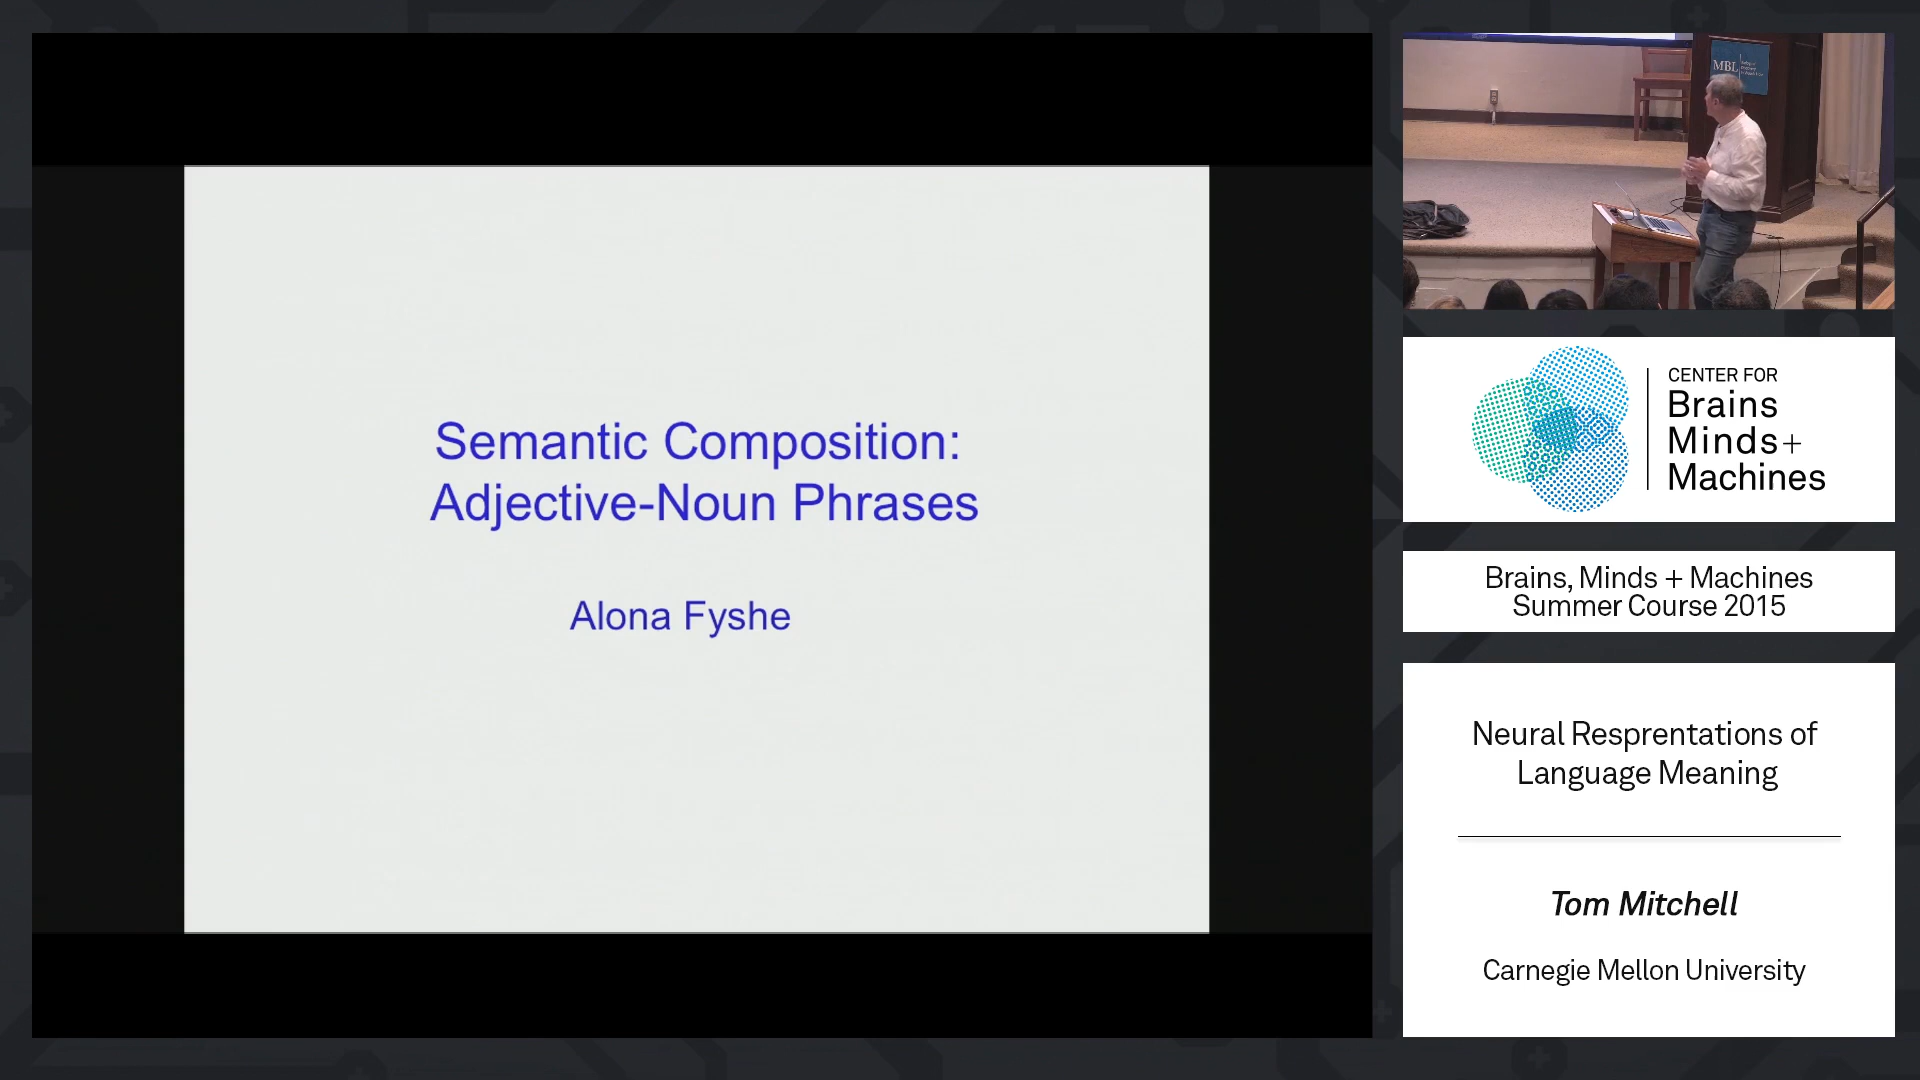 Semantic Composition:
Adjective-Noun Phrases
Alona Fyshe
MBL
CENTER FOR
Brains
Minds+
Machines
Brains, Minds + Machines
Summer Course 2015
Neural Resprentations of
Language Meaning
Tom Mitchell
Carnegie Mellon University